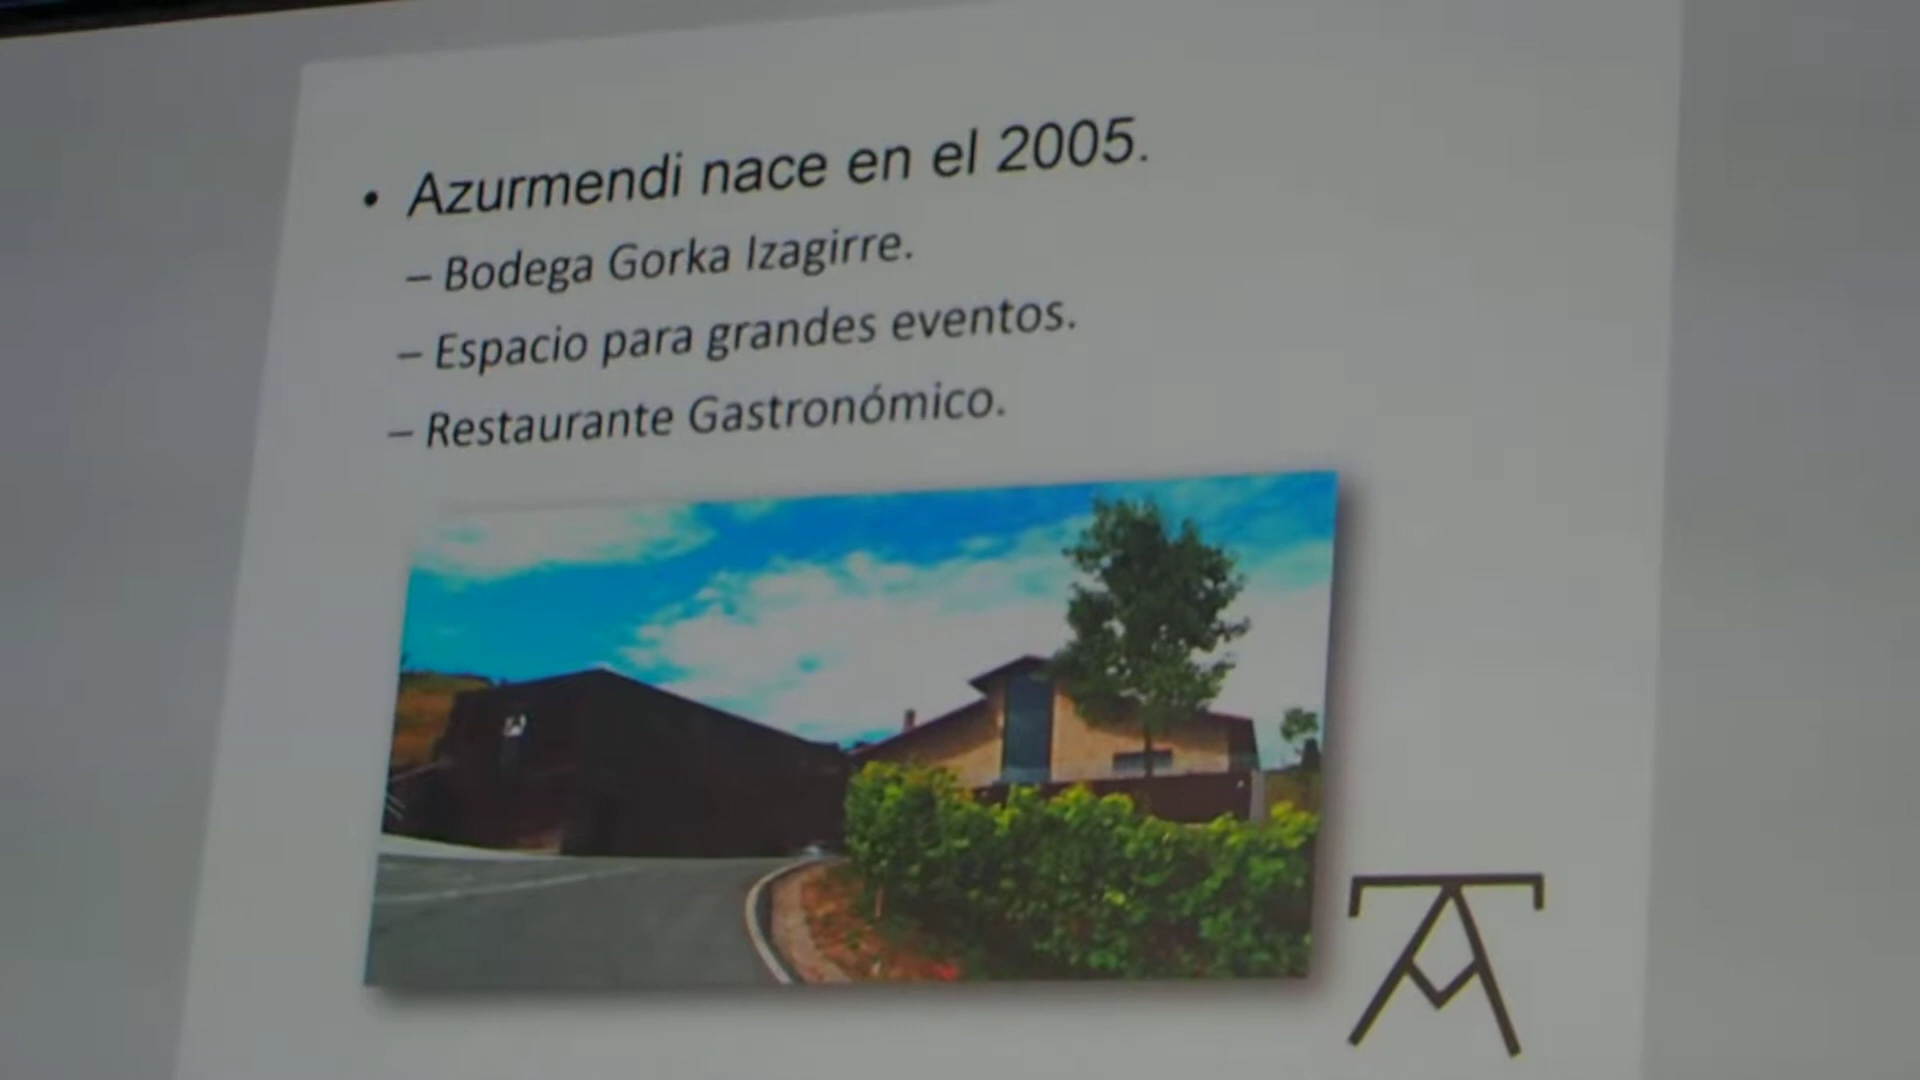 • Azurmendi nace en el 2005.
– Bodega Gorka Izagirre.
– Espacio para grandes eventos.
– Restaurante Gastronómico.